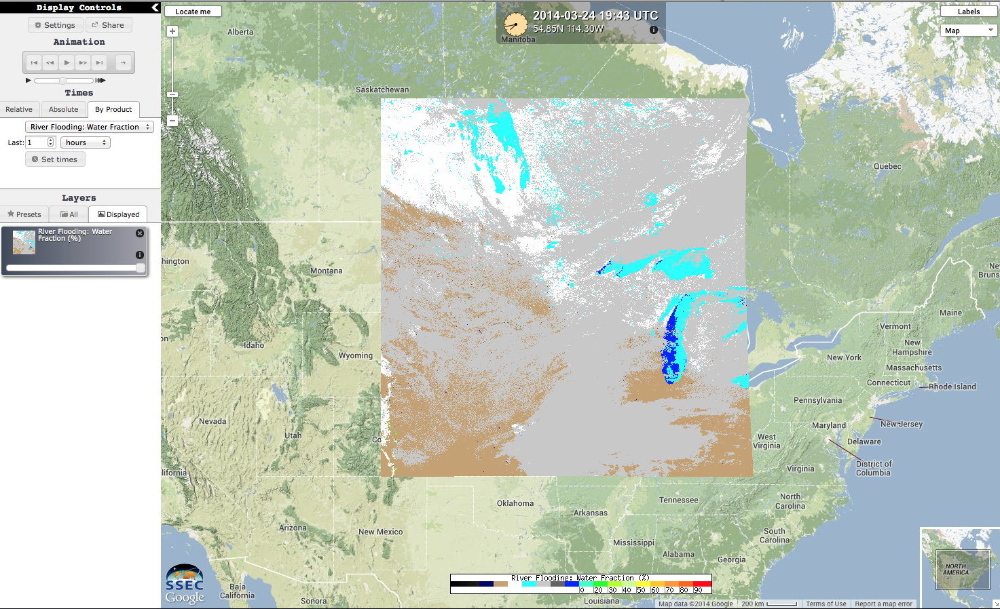 Display Controls
Settings
Share
Animation
Times
Relative
Absolute
By Product
River Flooding: Water Fraction
Last:
1
hours
Set times
Layers
Presets
All
Displayed
River Flooding: Water
Fraction (%)
Locate me
2014-03-24 19:43 UTC
54.85N 114.30W
Labels
Map
Alberta
Manitoba
Saskatchewan
Quebec
hington
Montana
Ne
Bruns
Maine
Idaho
on
Wyoming
Vermont
New
Hampshire
New York
Massachusetts
Connecticut
Rhode Island
Pennsylvania
Nevada
Utah
Co
Maryland
New Jersey
West
Virginia
Delaware
District of
Columbia
Virginia
lifornia
Oklahoma
Tennessee
North
Carolina
Arkansas
Arizona
New Mexico
South
Carolina
Mississippi
Alabama
Georgia
Baja
California
Sonora
Louisiana
SSEC
Google
River Flooding: Water Fraction (%)
0 20 30 40 50 60 70 80 90
NORTH
AMERICA
Map data ©2014 Google
200 km
Terms of Use
Report a map error